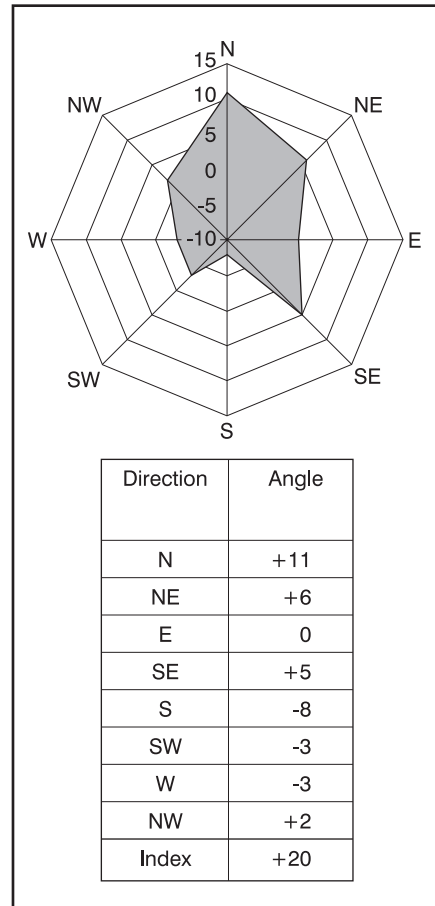 N
15
10
5
0
-5
-10
NW
NE
W
E
SW
SE
S
Direction Angle
N +11
NE +6
E 0
SE +5
S -8
SW -3
W -3
NW +2
Index +20